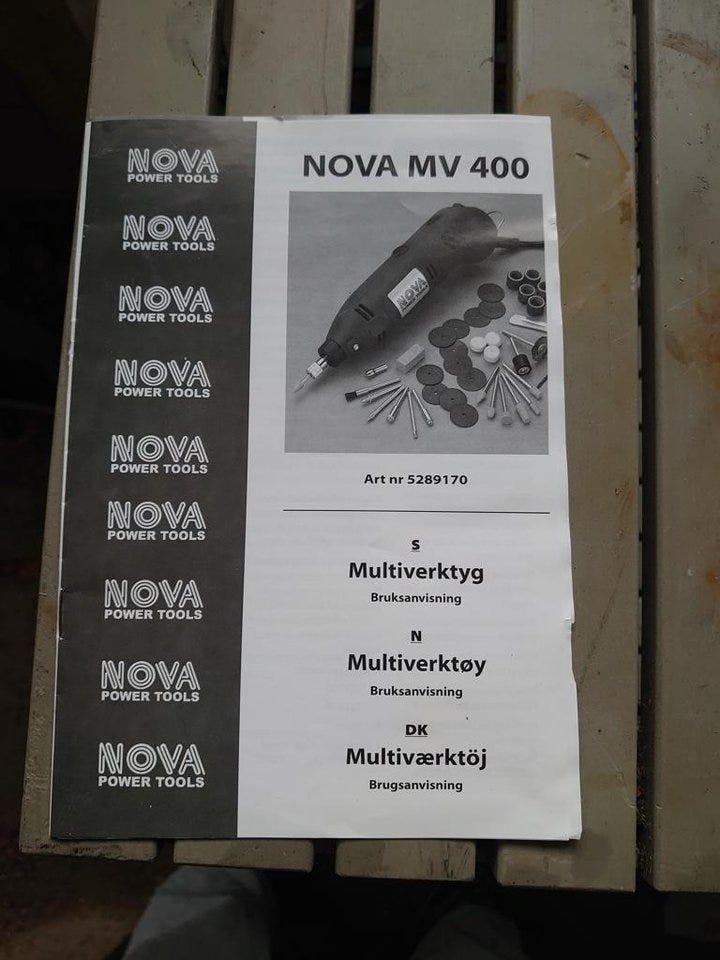 NOVA
POWER TOOLS
NOVA
POWER TOOLS
NOVA
POWER TOOLS
NOVA
POWER TOOLS
NOVA
POWER TOOLS
NOVA
POWER TOOLS
NOVA
POWER TOOLS
NOVA
POWER TOOLS
NOVA
POWER TOOLS
NOVA MV 400
NOVA
Art nr 5289170
S
Multiverktyg
Bruksanvisning
N
Multiverktøy
Bruksanvisning
DK
Multiværktöj
Brugsanvisning